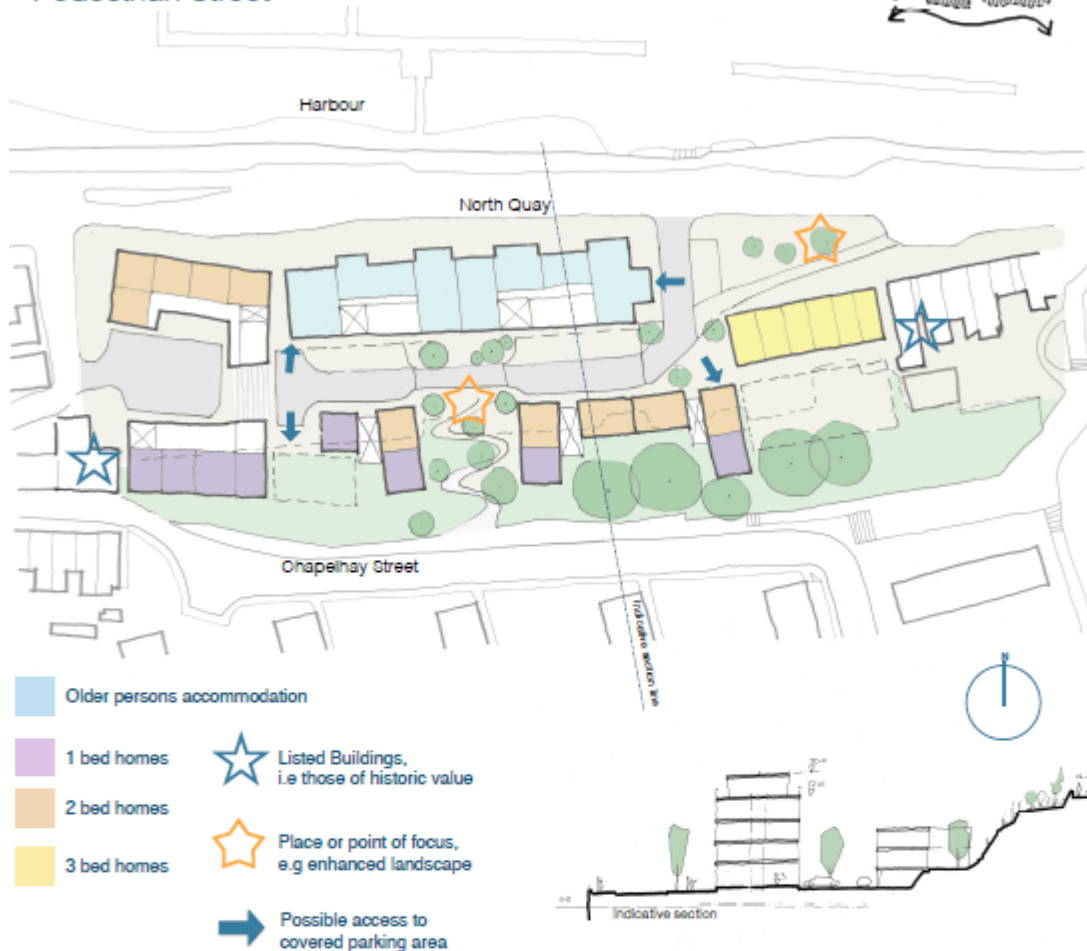 Pedestrian Street
Harbour
North Quay
Chapelhay Street
Indicative section line
Older persons accommodation
1 bed homes
2 bed homes
3 bed homes
Listed Buildings,
i.e those of historic value
Place or point of focus,
e.g enhanced landscape
Possible access to
covered parking area
N
Indicative section